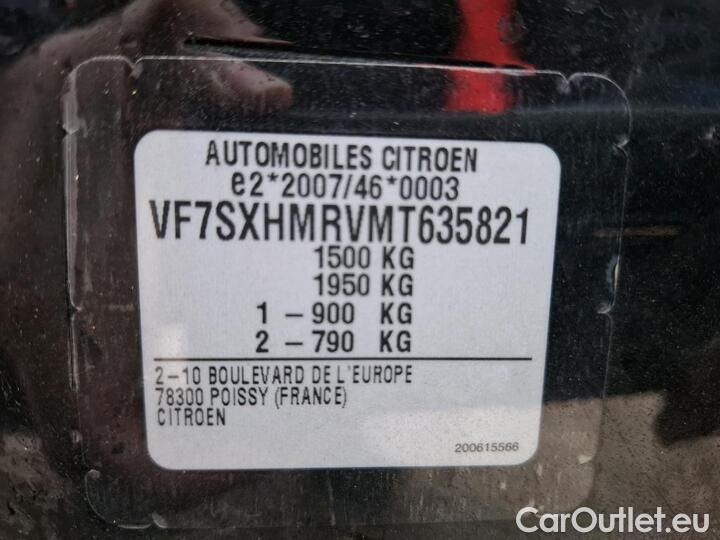 AUTOMOBILES CITROEN
e2*2007/46*0003
VF7SXHMRVMT635821
1500 KG
1950 KG
1 – 900 KG
2 – 790 KG
2–10 BOULEVARD DE L'EUROPE
78300 POISSY (FRANCE)
CITROEN
200615566
CarOutlet.eu